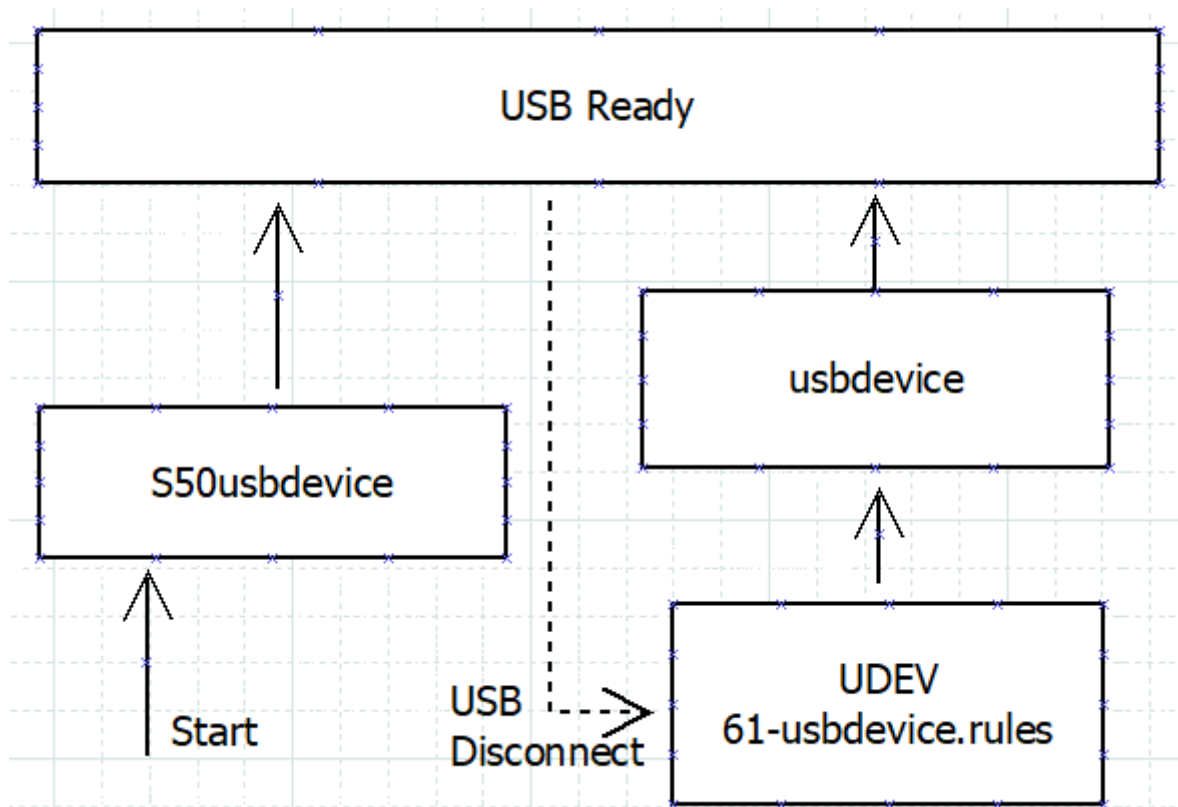 USB Ready
usbdevice
S50usbdevice
UDEV
61-usbdevice.rules
USB
Disconnect
Start